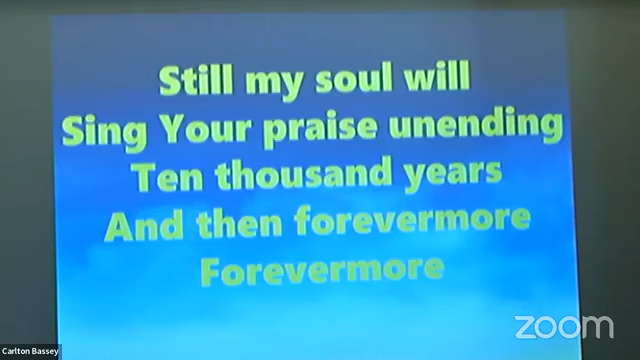 Still my soul will
Sing Your praise unending
Ten thousand years
And then forevermore
Forevermore
zoom
Carlton Bassey